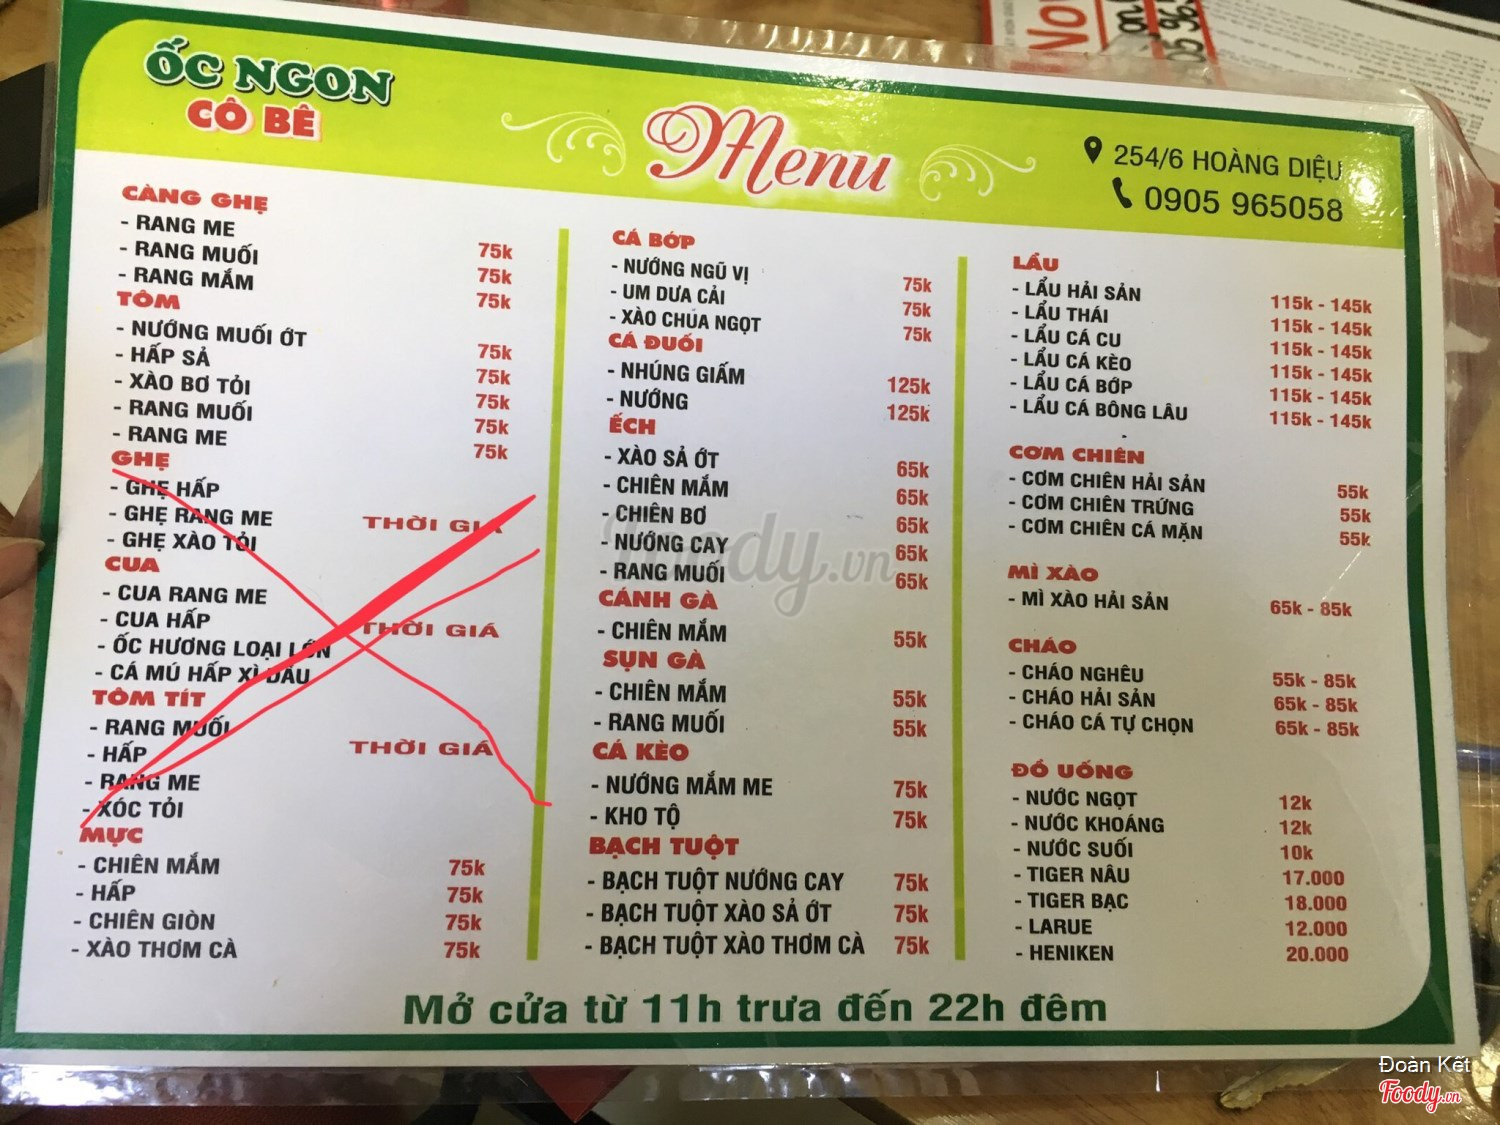 ỐC NGON
CÔ BÊ
Menu
254/6 HOÀNG DIỆU
0905 965058
CÀNG GHẸ
- RANG ME 75k
- RANG MUỐI 75k
- RANG MẮM 75k
TÔM
- NƯỚNG MUỐI ỚT 75k
- HẤP SẢ 75k
- XÀO BƠ TỎI 75k
- RANG MUỐI 75k
- RANG ME 75k
GHẸ
- GHẸ HẤP
- GHẸ RANG ME THỜI GIÁ
- GHẸ XÀO TỎI
CUA
- CUA RANG ME
- CUA HẤP THỜI GIÁ
- ỐC HƯƠNG LOẠI LỚN
- CÁ MÚ HẤP XÌ DẦU
TÔM TÍT
- RANG MUỐI
- HẤP THỜI GIÁ
- RANG ME
- XÓC TỎI
MỰC
- CHIÊN MẮM 75k
- HẤP 75k
- CHIÊN GIÒN 75k
- XÀO THƠM CÀ 75k
CÁ BỚP
- NƯỚNG NGŨ VỊ 75k
- UM DƯA CẢI 75k
- XÀO CHUA NGỌT 75k
CÁ ĐUỐI
- NHÚNG GIẤM 125k
- NƯỚNG 125k
ẾCH
- XÀO SẢ ỚT 65k
- CHIÊN MẮM 65k
- CHIÊN BƠ 65k
- NƯỚNG CAY 65k
- RANG MUỐI 65k
CÁNH GÀ
- CHIÊN MẮM 55k
SỤN GÀ
- CHIÊN MẮM 55k
- RANG MUỐI 55k
CÁ KÈO
- NƯỚNG MẮM ME 75k
- KHO TỘ 75k
BẠCH TUỘT
- BẠCH TUỘT NƯỚNG CAY 75k
- BẠCH TUỘT XÀO SẢ ỚT 75k
- BẠCH TUỘT XÀO THƠM CÀ 75k
LẨU
- LẨU HẢI SẢN 115k - 145k
- LẨU THÁI 115k - 145k
- LẨU CÁ CU 115k - 145k
- LẨU CÁ KÈO 115k - 145k
- LẨU CÁ BỚP 115k - 145k
- LẨU CÁ BÔNG LÂU 115k - 145k
CƠM CHIÊN
- CƠM CHIÊN HẢI SẢN 55k
- CƠM CHIÊN TRỨNG 55k
- CƠM CHIÊN CÁ MẶN 55k
MÌ XÀO
- MÌ XÀO HẢI SẢN 65k - 85k
CHÁO
- CHÁO NGHÊU 55k - 85k
- CHÁO HẢI SẢN 65k - 85k
- CHÁO CÁ TỰ CHỌN 65k - 85k
ĐỒ UỐNG
- NƯỚC NGỌT 12k
- NƯỚC KHOÁNG 12k
- NƯỚC SUỐI 10k
- TIGER NÂU 17.000
- TIGER BẠC 18.000
- LARUE 12.000
- HENIKEN 20.000
Mở cửa từ 11h trưa đến 22h đêm
Foody.vn
Đoàn Kết
Foody.vn